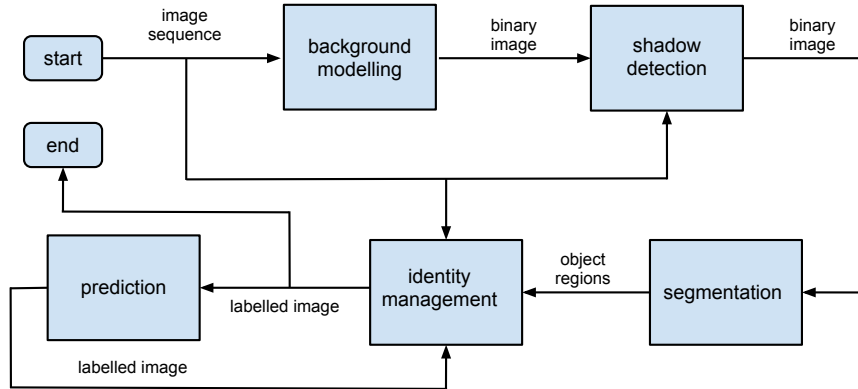 image
sequence
start
background
modelling
binary
image
shadow
detection
binary
image
end
prediction
labelled image
identity
management
object
regions
segmentation
labelled image